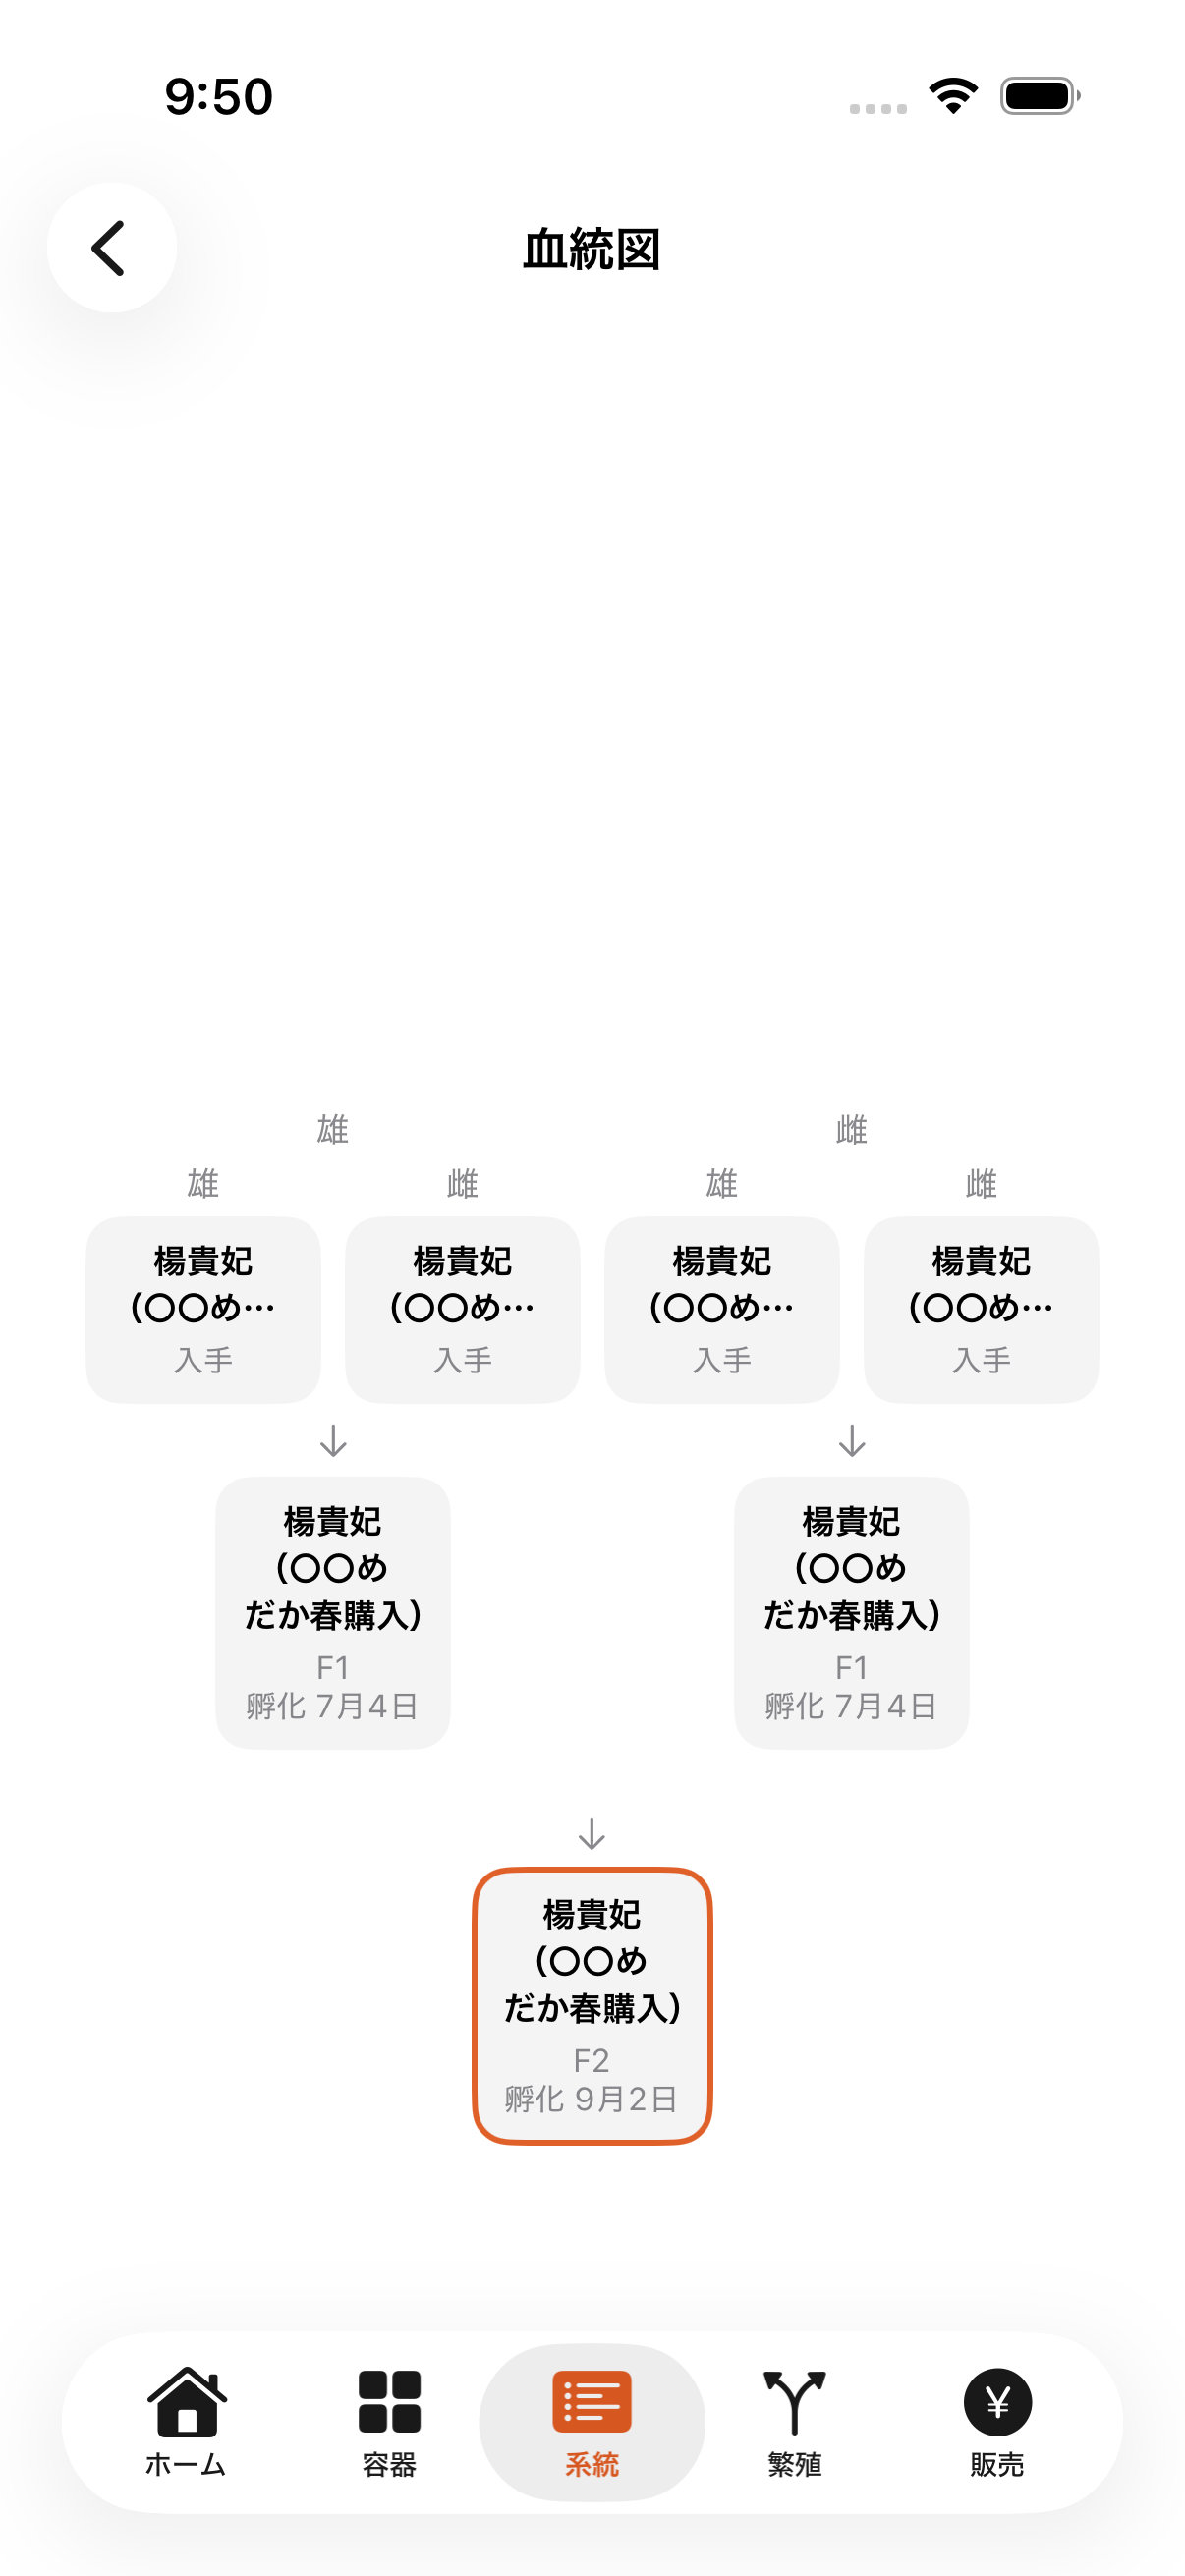 9:50
血統図
雄 雌
雄 雌 雄 雌
楊貴妃 楊貴妃 楊貴妃 楊貴妃
(〇〇め… (〇〇め… (〇〇め… (〇〇め…
入手 入手 入手 入手
↓ ↓
楊貴妃 楊貴妃
(〇〇め (〇〇め
だか春購入) だか春購入)
F1 F1
孵化 7月4日 孵化 7月4日
↓
楊貴妃
(〇〇め
だか春購入)
F2
孵化 9月2日
ホーム 容器 系統 繁殖 販売